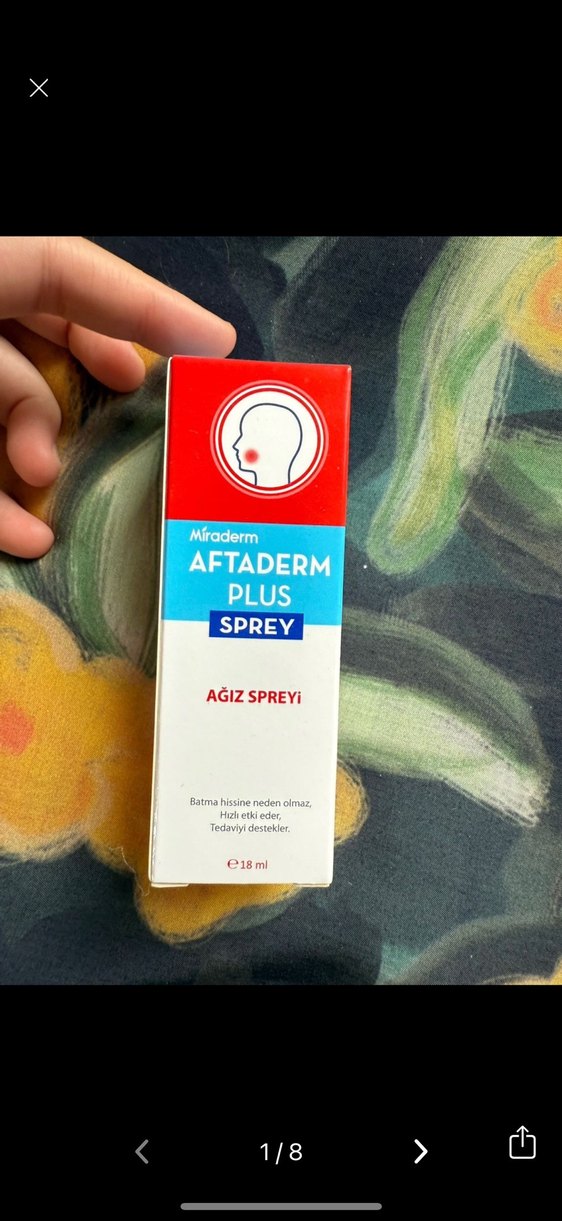 Miraderm
AFTADERM
PLUS
SPREY
AĞIZ SPREYi
Batma hissine neden olmaz,
Hızlı etki eder,
Tedaviyi destekler.
℮ 18 ml
1/8